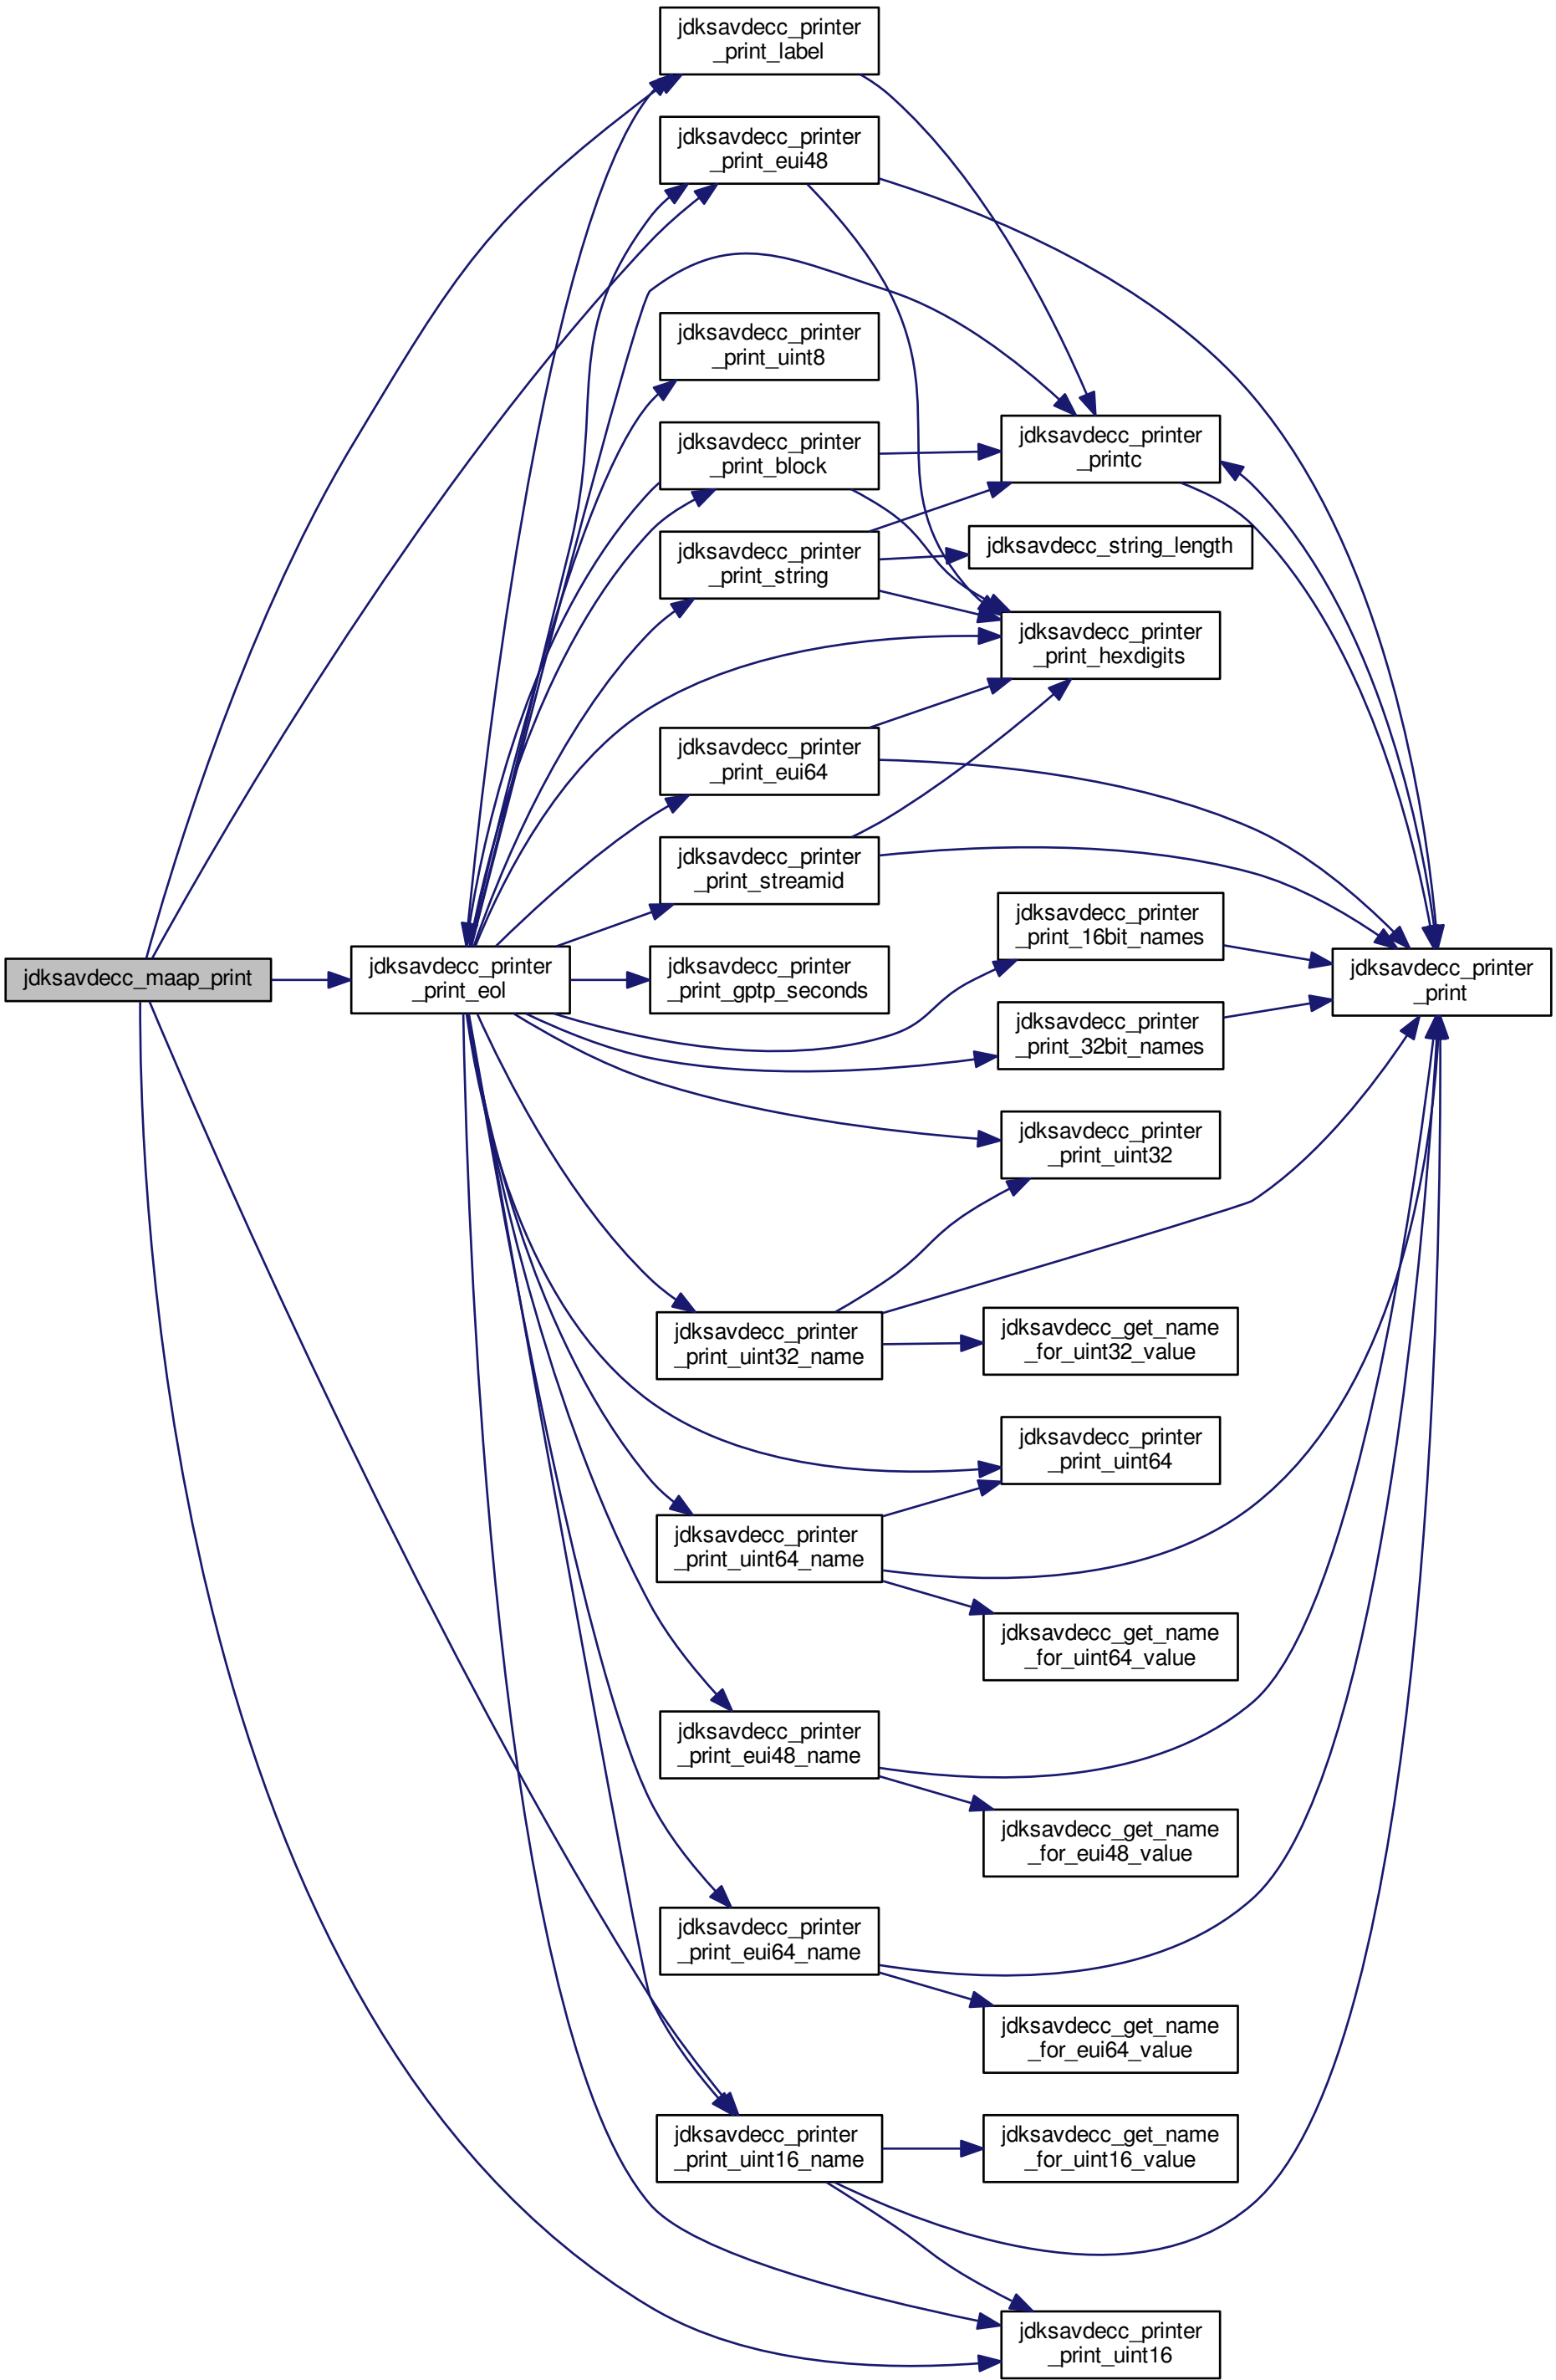 jdksavdecc_printer
_print_label
jdksavdecc_printer
_print_eui48
jdksavdecc_printer
_print_uint8
jdksavdecc_printer
_print_block
jdksavdecc_printer
_printc
jdksavdecc_printer
_print_string
jdksavdecc_string_length
jdksavdecc_printer
_print_hexdigits
jdksavdecc_printer
_print_eui64
jdksavdecc_printer
_print_streamid
jdksavdecc_printer
_print_16bit_names
jdksavdecc_maap_print
jdksavdecc_printer
_print_eol
jdksavdecc_printer
_print_gptp_seconds
jdksavdecc_printer
_print
jdksavdecc_printer
_print_32bit_names
jdksavdecc_printer
_print_uint32
jdksavdecc_printer
_print_uint32_name
jdksavdecc_get_name
_for_uint32_value
jdksavdecc_printer
_print_uint64
jdksavdecc_printer
_print_uint64_name
jdksavdecc_get_name
_for_uint64_value
jdksavdecc_printer
_print_eui48_name
jdksavdecc_get_name
_for_eui48_value
jdksavdecc_printer
_print_eui64_name
jdksavdecc_get_name
_for_eui64_value
jdksavdecc_printer
_print_uint16_name
jdksavdecc_get_name
_for_uint16_value
jdksavdecc_printer
_print_uint16